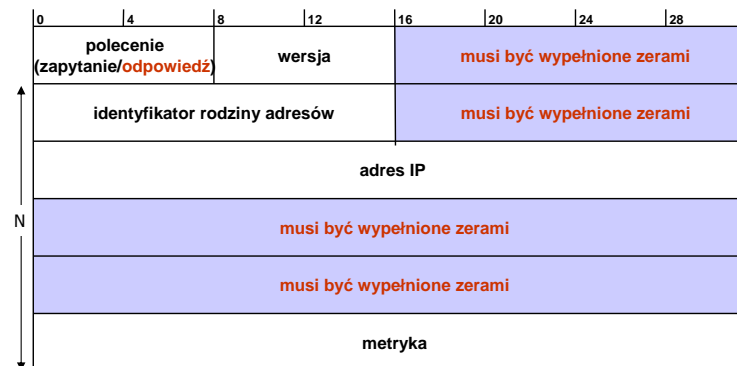 0 4 8 12 16 20 24 28
polecenie
(zapytanie/odpowiedź)
wersja
musi być wypełnione zerami
identyfikator rodziny adresów
musi być wypełnione zerami
adres IP
N
musi być wypełnione zerami
musi być wypełnione zerami
metryka